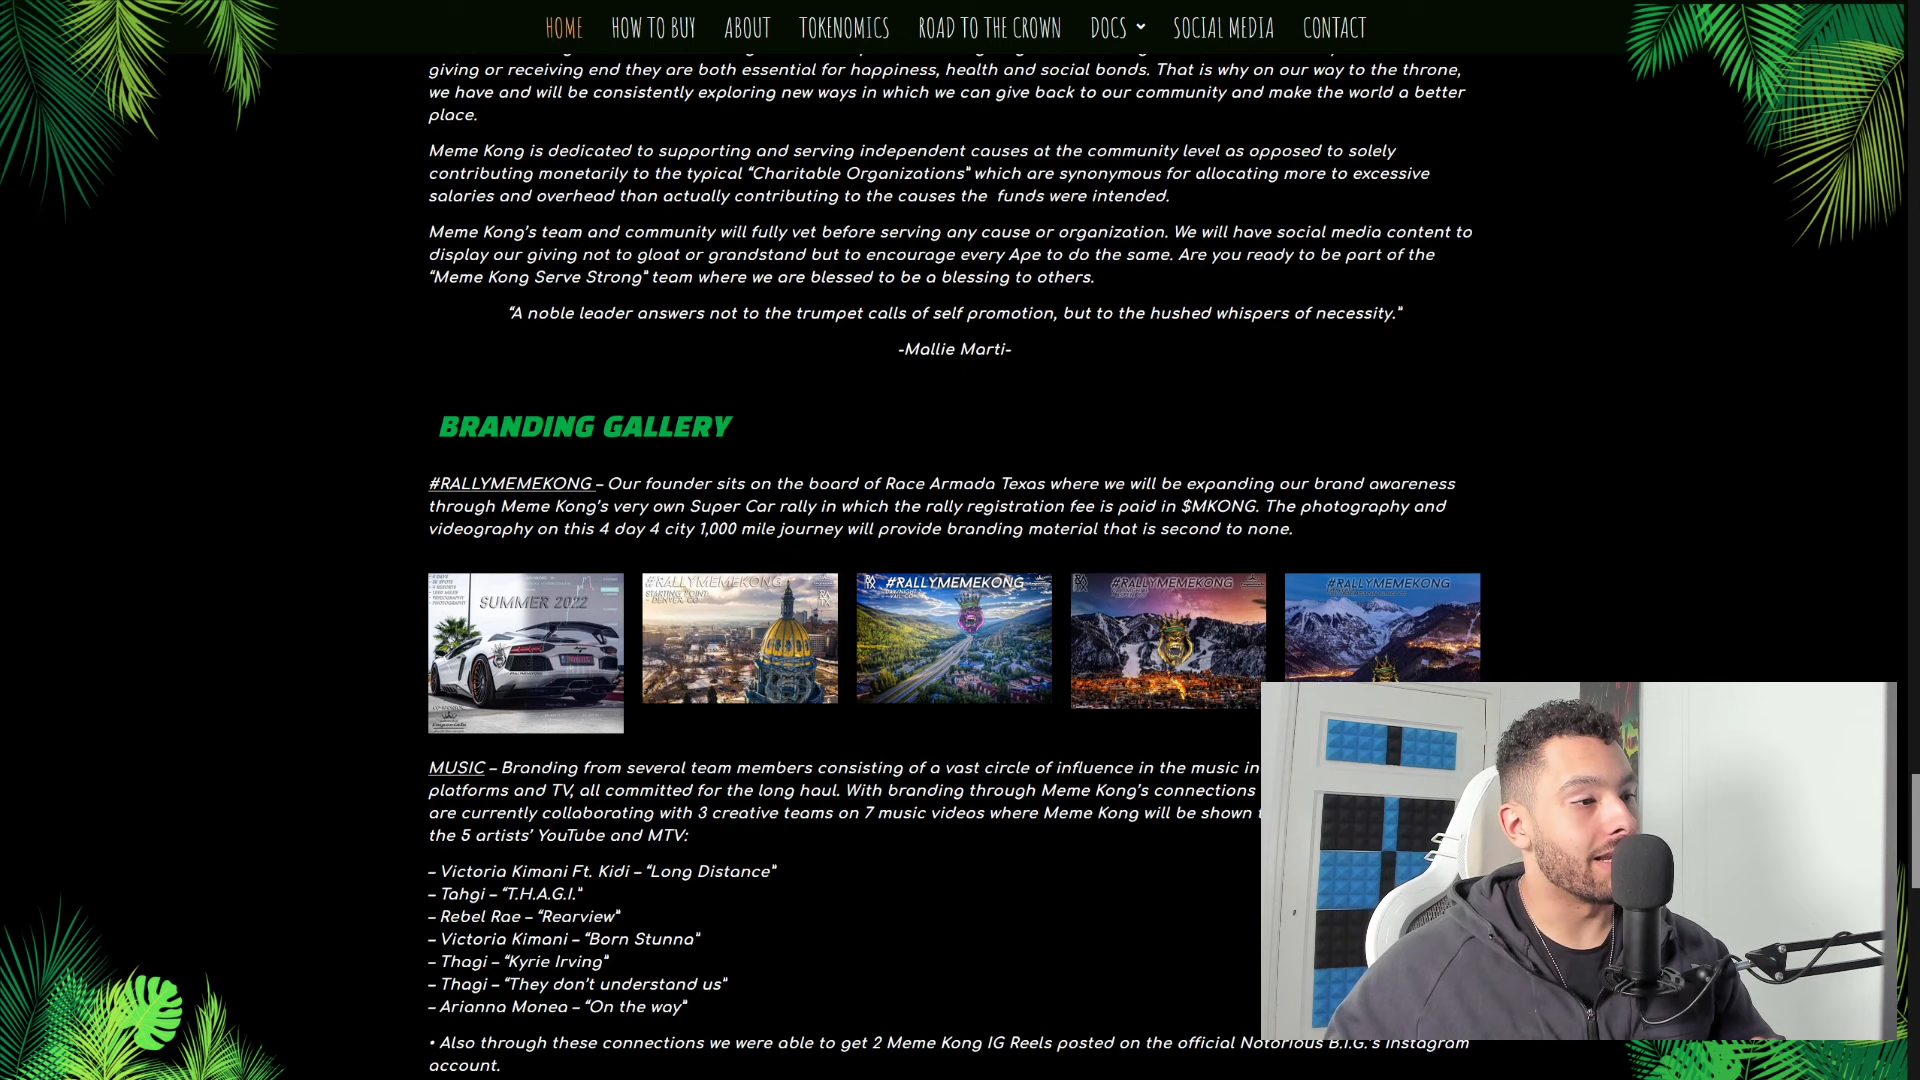 HOME HOW TO BUY ABOUT TOKENOMICS ROAD TO THE CROWN DOCS SOCIAL MEDIA CONTACT
giving or receiving end they are both essential for happiness, health and social bonds. That is why on our way to the throne,
we have and will be consistently exploring new ways in which we can give back to our community and make the world a better
place.
Meme Kong is dedicated to supporting and serving independent causes at the community level as opposed to solely
contributing monetarily to the typical “Charitable Organizations” which are synonymous for allocating more to excessive
salaries and overhead than actually contributing to the causes the  funds were intended.
Meme Kong’s team and community will fully vet before serving any cause or organization. We will have social media content to
display our giving not to gloat or grandstand but to encourage every Ape to do the same. Are you ready to be part of the
“Meme Kong Serve Strong” team where we are blessed to be a blessing to others.
“A noble leader answers not to the trumpet calls of self promotion, but to the hushed whispers of necessity.”
-Mallie Marti-
BRANDING GALLERY
#RALLYMEMEKONG – Our founder sits on the board of Race Armada Texas where we will be expanding our brand awareness
through Meme Kong’s very own Super Car rally in which the rally registration fee is paid in $MKONG. The photography and
videography on this 4 day 4 city 1,000 mile journey will provide branding material that is second to none.
SUMMER 2022
#RALLYMEMEKONG
STARTING POINT:
- DENVER, CO
#RALLYMEMEKONG
#RALLYMEMEKONG
#RALLYMEMEKONG
MUSIC – Branding from several team members consisting of a vast circle of influence in the music in
platforms and TV, all committed for the long haul. With branding through Meme Kong’s connections
are currently collaborating with 3 creative teams on 7 music videos where Meme Kong will be shown
the 5 artists’ YouTube and MTV:
– Victoria Kimani Ft. Kidi – “Long Distance”
– Tahgi – “T.H.A.G.I.”
– Rebel Rae – “Rearview”
– Victoria Kimani – “Born Stunna”
– Thagi – “Kyrie Irving”
– Thagi – “They don’t understand us”
– Arianna Monea – “On the way”
• Also through these connections we were able to get 2 Meme Kong IG Reels posted on the official Notorious B.I.G.’s Instagram
account.